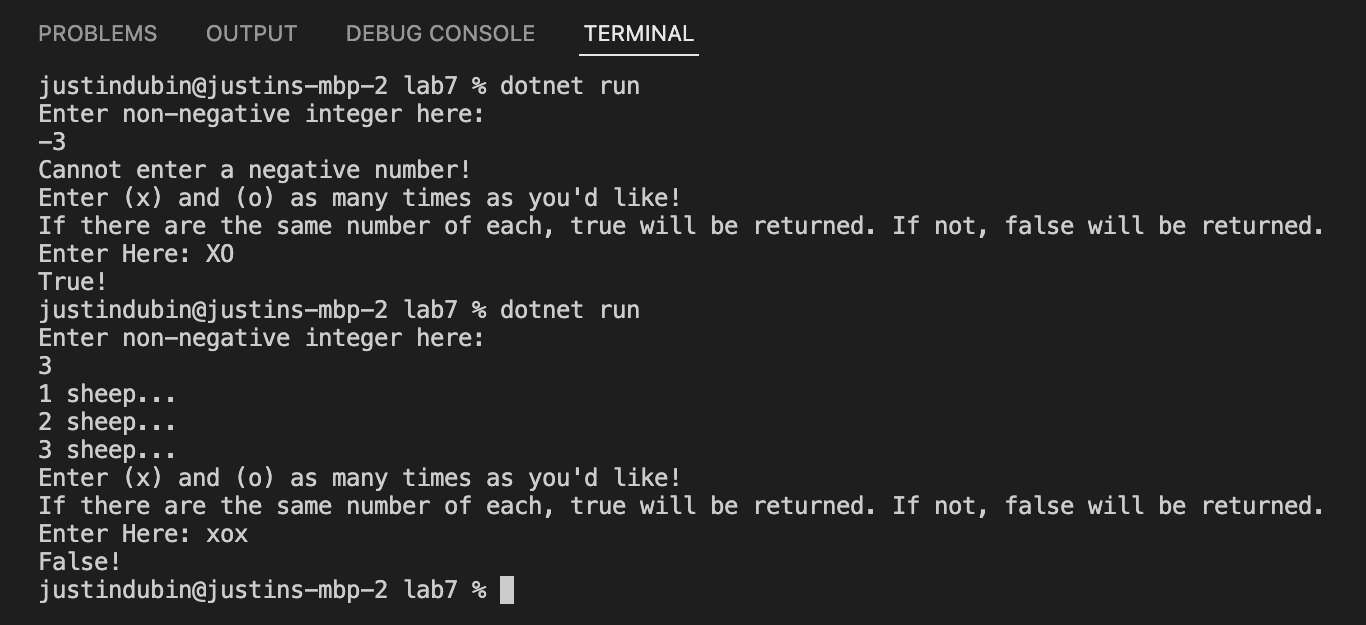 PROBLEMS OUTPUT DEBUG CONSOLE TERMINAL
justindubin@justins-mbp-2 lab7 % dotnet run
Enter non-negative integer here:
-3
Cannot enter a negative number!
Enter (x) and (o) as many times as you'd like!
If there are the same number of each, true will be returned. If not, false will be returned.
Enter Here: XO
True!
justindubin@justins-mbp-2 lab7 % dotnet run
Enter non-negative integer here:
3
1 sheep...
2 sheep...
3 sheep...
Enter (x) and (o) as many times as you'd like!
If there are the same number of each, true will be returned. If not, false will be returned.
Enter Here: xox
False!
justindubin@justins-mbp-2 lab7 %